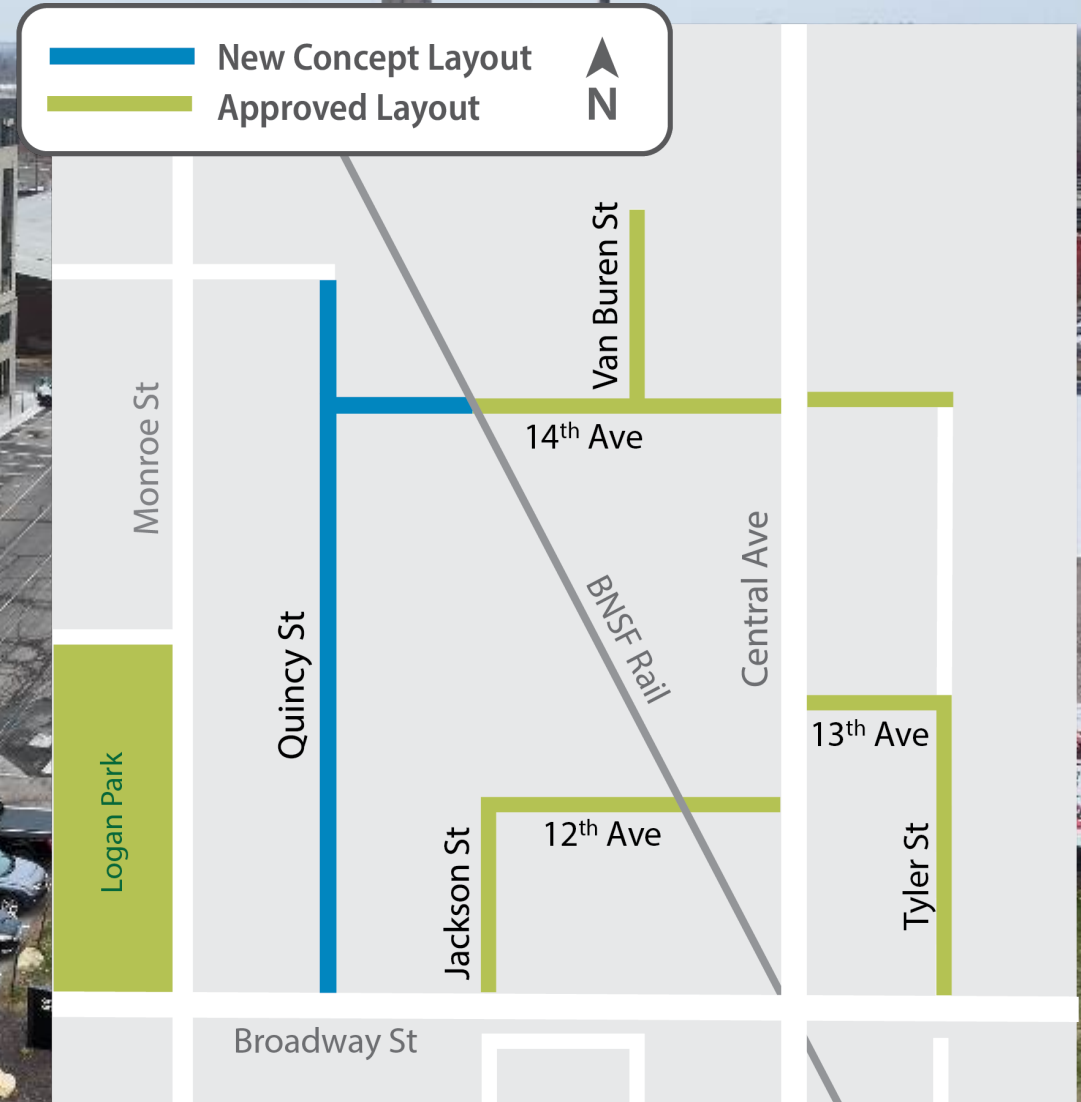 New Concept Layout
Approved Layout
N
Van Buren St
14th Ave
Monroe St
Central Ave
BNSF Rail
Quincy St
13th Ave
Logan Park
12th Ave
Jackson St
Tyler St
Broadway St